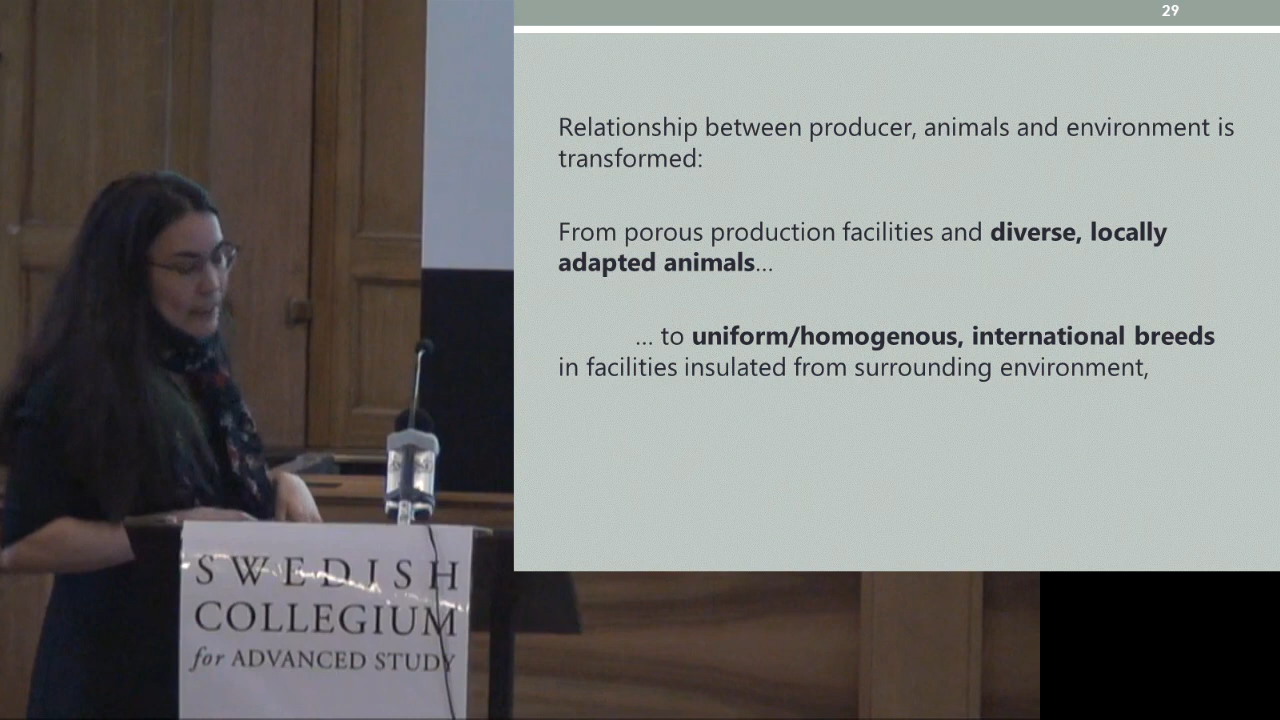 29
Relationship between producer, animals and environment is
transformed:
From porous production facilities and diverse, locally
adapted animals…
… to uniform/homogenous, international breeds
in facilities insulated from surrounding environment,
SWEDISH
COLLEGIUM
for ADVANCED STUDY